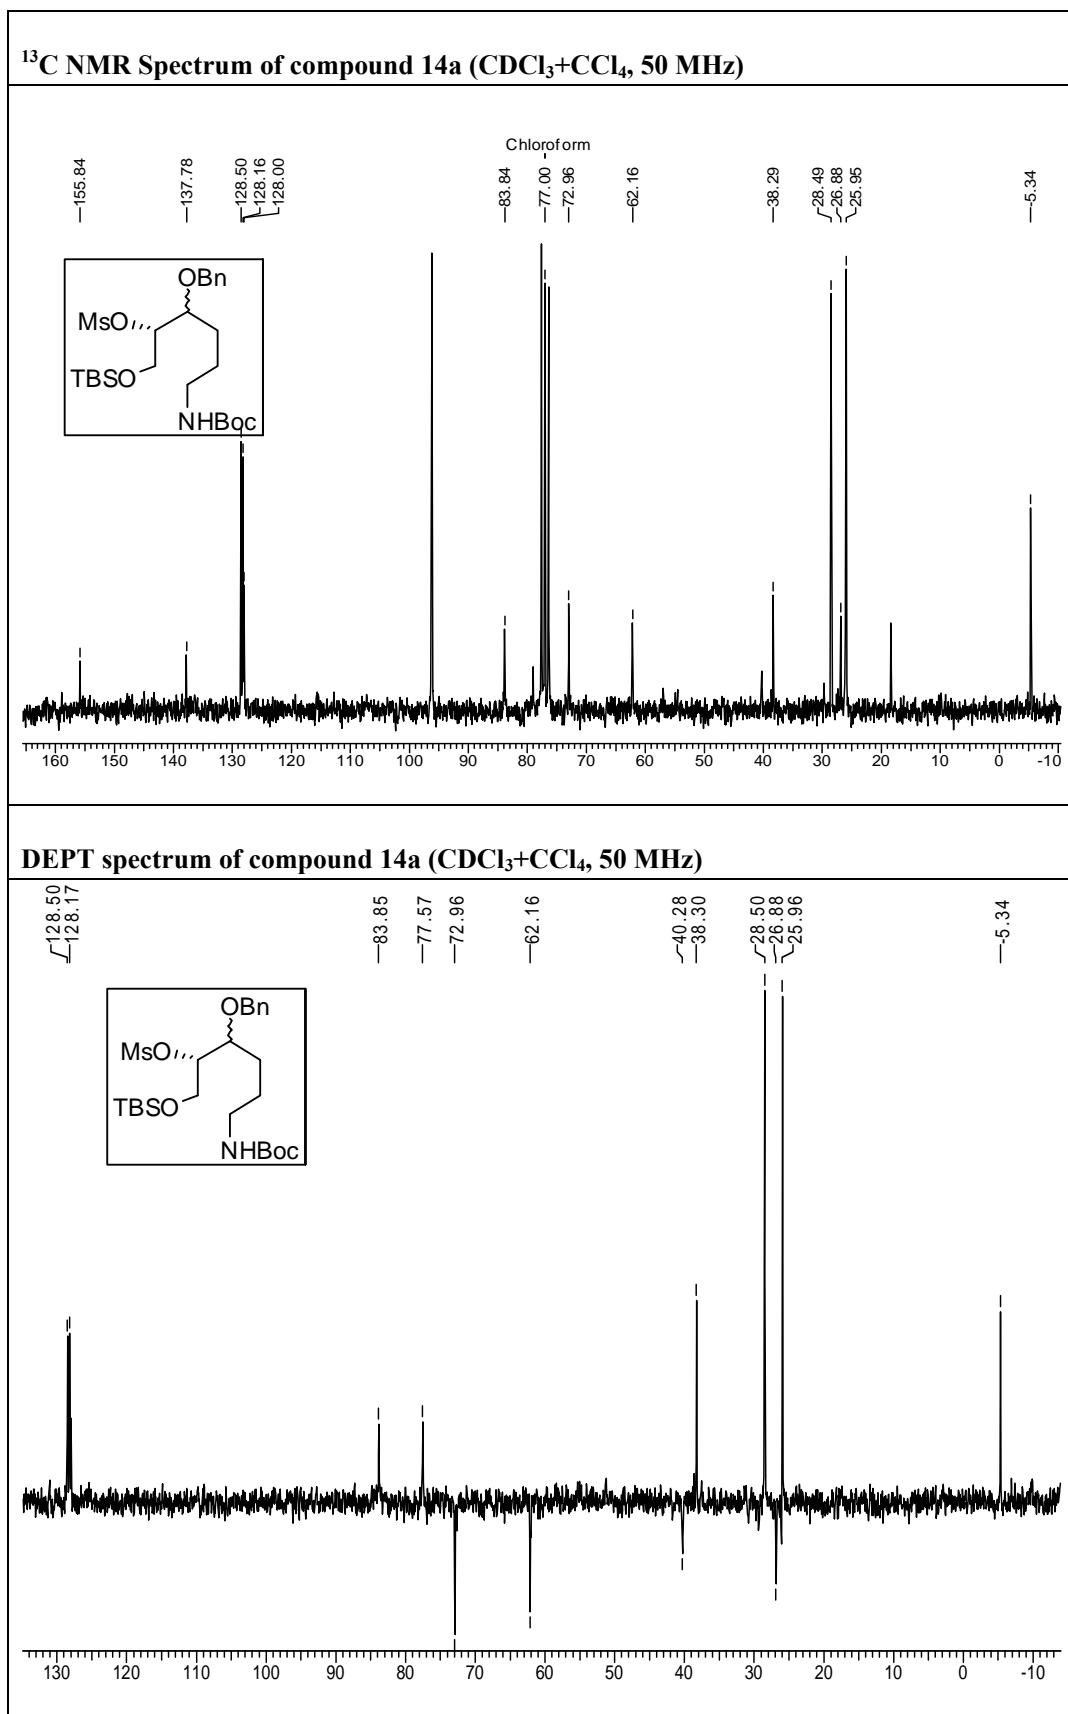 13C NMR Spectrum of compound 14a (CDCl3+CCl4, 50 MHz)
Chloroform
155.84
137.78
128.50
128.16
128.00
83.84
77.00
72.96
62.16
38.29
28.49
26.88
25.95
-5.34
OBn
MsO
TBSO
NHBoc
160 150 140 130 120 110 100 90 80 70 60 50 40 30 20 10 0 -10
DEPT spectrum of compound 14a (CDCl3+CCl4, 50 MHz)
128.50
128.17
83.85
77.57
72.96
62.16
40.28
38.30
28.50
26.88
25.96
-5.34
OBn
MsO
TBSO
NHBoc
130 120 110 100 90 80 70 60 50 40 30 20 10 0 -10